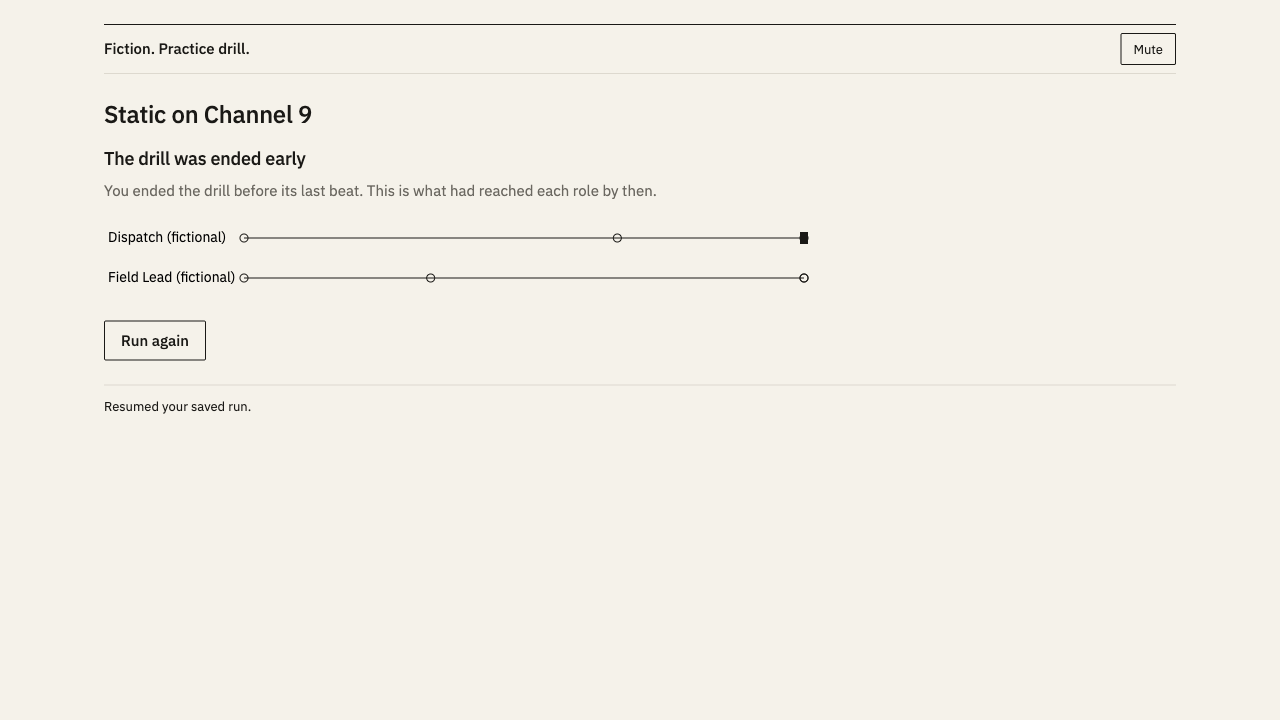 Fiction. Practice drill.
Mute
Static on Channel 9
The drill was ended early
You ended the drill before its last beat. This is what had reached each role by then.
Dispatch (fictional)
Field Lead (fictional)
Run again
Resumed your saved run.